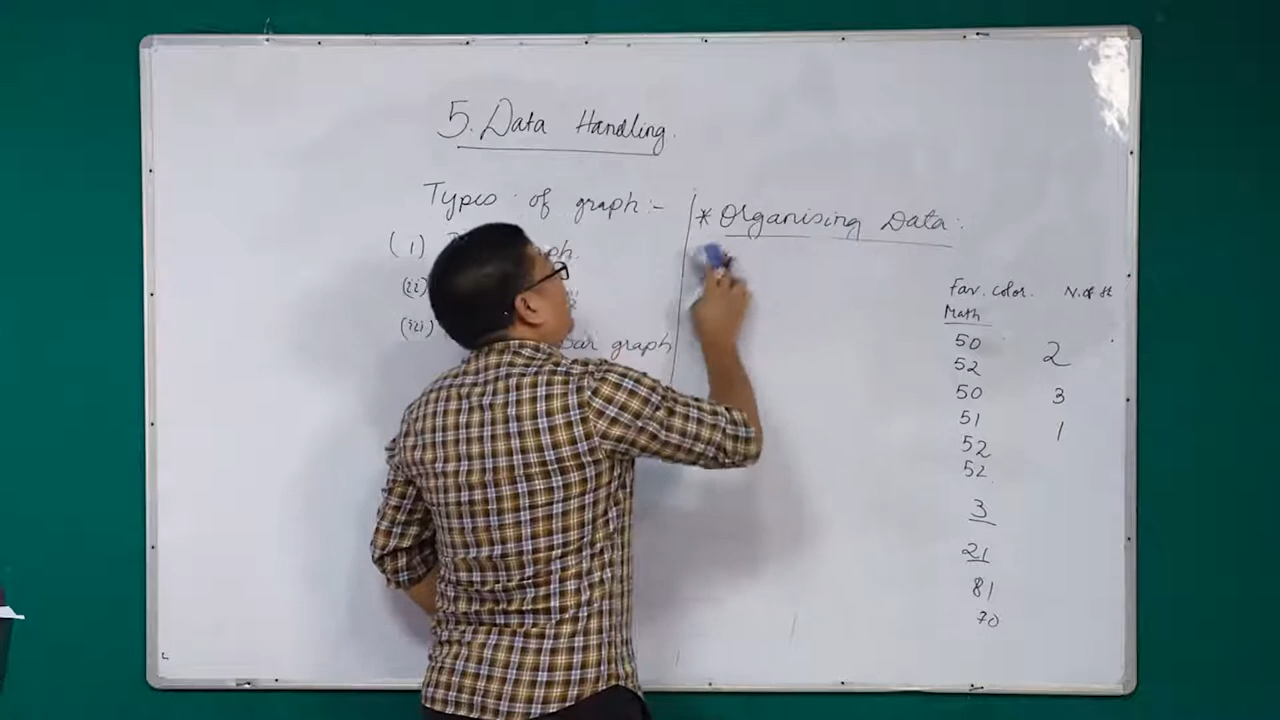 5. Data Handling.
Types of graph:-
(i)
(ii)
(iii) bar graph
* Organising Data:
Fav. color. N. of st
Math
50
52 2
50 3
51 1
52
52
3
21
81
70